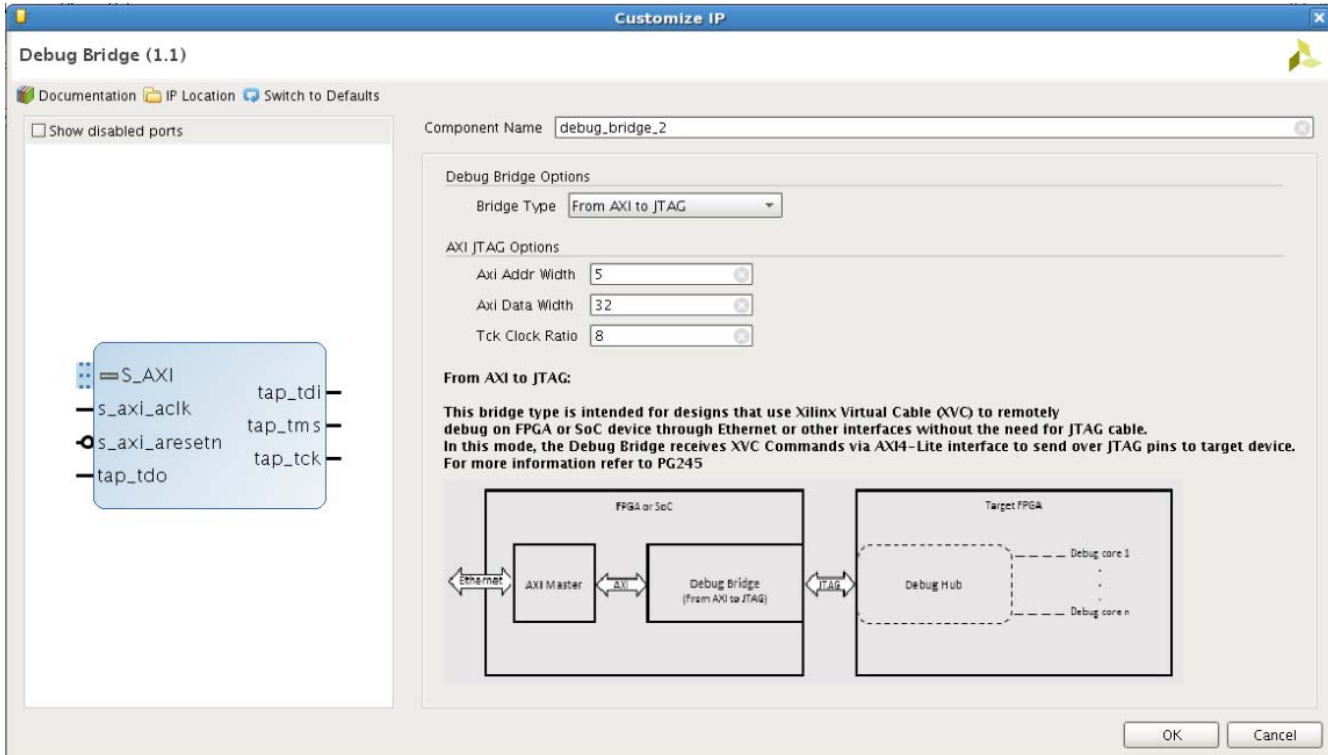 Customize IP
Debug Bridge (1.1)
Documentation IP Location Switch to Defaults
Show disabled ports
S_AXI
s_axi_aclk
s_axi_aresetn
tap_tdo
tap_tdi
tap_tms
tap_tck
Component Name debug_bridge_2
Debug Bridge Options
Bridge Type From AXI to JTAG
AXI JTAG Options
Axi Addr Width 5
Axi Data Width 32
Tck Clock Ratio 8
From AXI to JTAG:
This bridge type is intended for designs that use Xilinx Virtual Cable (XVC) to remotely
debug on FPGA or SoC device through Ethernet or other interfaces without the need for JTAG cable.
In this mode, the Debug Bridge receives XVC Commands via AXI4-Lite interface to send over JTAG pins to target device.
For more information refer to PG245
FPGA or SoC
Ethernet
AXI Master
AXI
Debug Bridge
(From AXI to JTAG)
JTAG
Target FPGA
Debug Hub
Debug core 1
Debug core n
OK Cancel